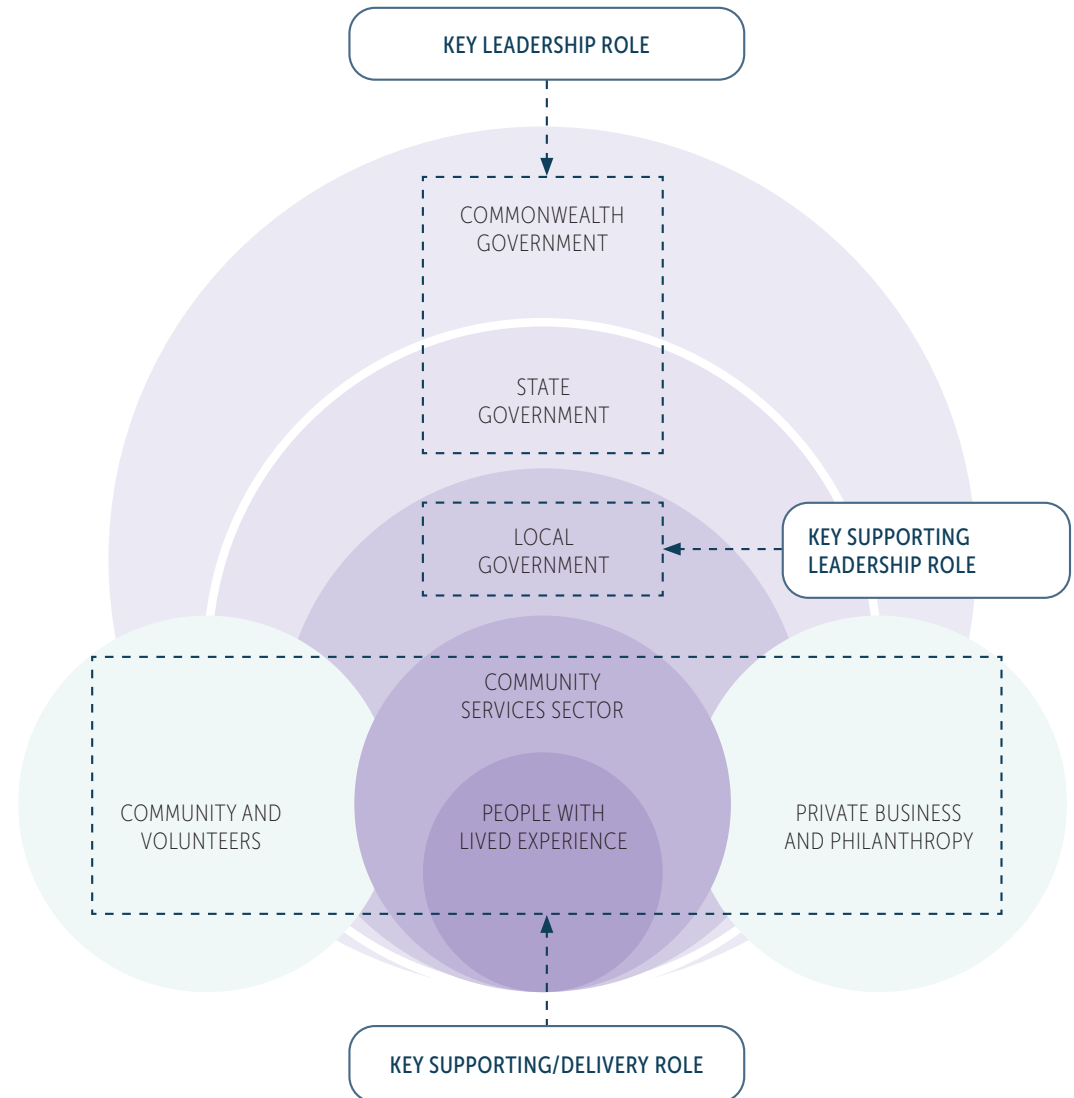 KEY LEADERSHIP ROLE
COMMONWEALTH
GOVERNMENT
STATE
GOVERNMENT
LOCAL
GOVERNMENT
KEY SUPPORTING
LEADERSHIP ROLE
COMMUNITY
SERVICES SECTOR
COMMUNITY AND
VOLUNTEERS
PEOPLE WITH
LIVED EXPERIENCE
PRIVATE BUSINESS
AND PHILANTHROPY
KEY SUPPORTING/DELIVERY ROLE